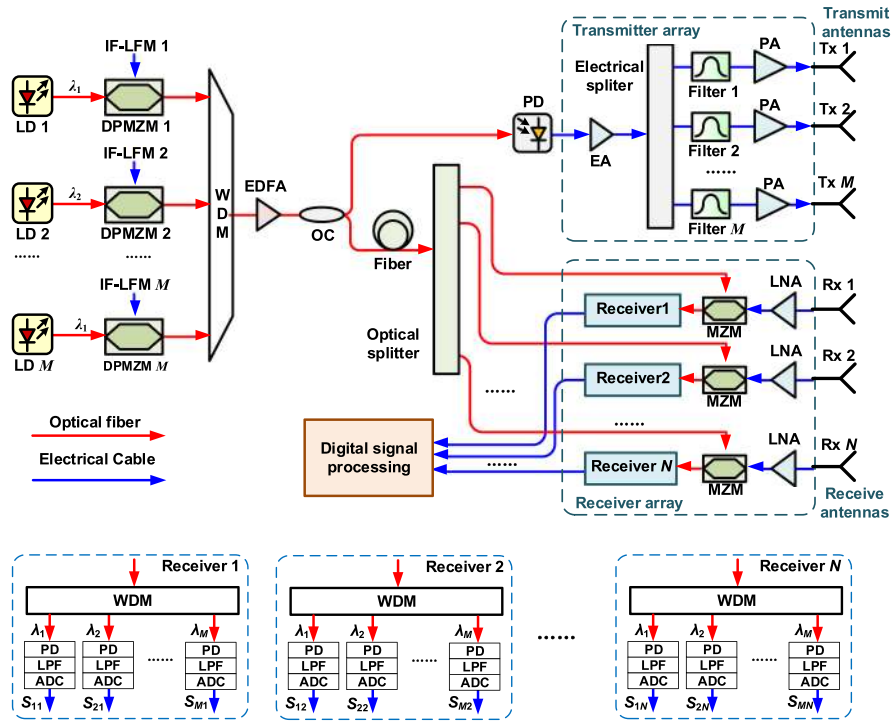 IF-LFM 1
λ1
LD 1
DPMZM 1
IF-LFM 2
λ2
LD 2
DPMZM 2
......
......
IF-LFM M
λ1
LD M
DPMZM M
WDM
EDFA
OC
Fiber
Optical splitter
......
PD
Transmitter array
Electrical spliter
EA
Filter 1
PA
Filter 2
PA
......
Filter M
PA
Transmit antennas
Tx 1
Tx 2
Tx M
Receiver1
MZM
LNA
Rx 1
Receiver2
MZM
LNA
Rx 2
......
Receiver N
MZM
LNA
Rx N
Receiver array
Receive antennas
Optical fiber
Electrical Cable
Digital signal processing
......
Receiver 1
WDM
λ1 λ2 λM
PD PD PD
LPF LPF ...... LPF
ADC ADC ADC
S11 S21 SM1
Receiver 2
WDM
λ1 λ2 λM
PD PD PD
LPF LPF ...... LPF
ADC ADC ADC
S12 S22 SM2
......
Receiver N
WDM
λ1 λ2 λM
PD PD PD
LPF LPF ...... LPF
ADC ADC ADC
S1N S2N SMN